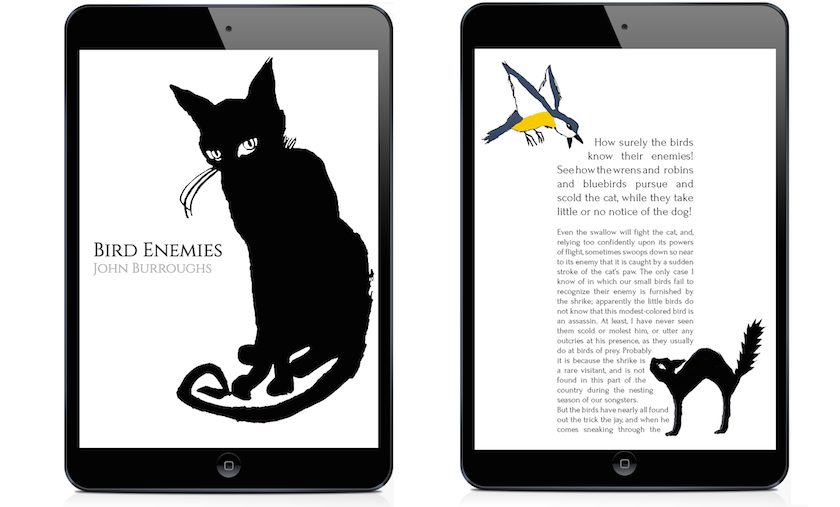 BIRD ENEMIES
JOHN BURROUGHS
How surely the birds
know their enemies!
See how the wrens and robins
and bluebirds pursue and
scold the cat, while they take
little or no notice of the dog!
Even the swallow will fight the cat, and,
relying too confidently upon its powers
of flight, sometimes swoops down so near
to its enemy that it is caught by a sudden
stroke of the cat's paw. The only case I
know of in which our small birds fail to
recognize their enemy is furnished by
the shrike; apparently the little birds do
not know that this modest-colored bird is
an assassin. At least, I have never seen
them scold or molest him, or utter any
outcries at his presence, as they usually
do at birds of prey. Probably
it is because the shrike is
a rare visitant, and is not
found in this part of the
country during the nesting
season of our songsters.
But the birds have nearly all found
out the trick the jay, and when he
comes sneaking through the